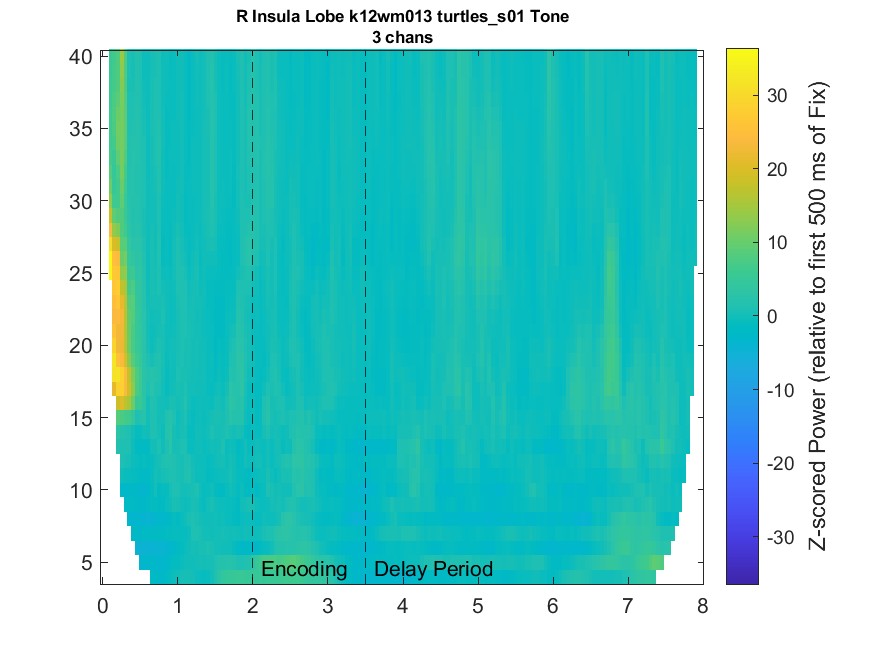 R Insula Lobe k12wm013 turtles_s01 Tone
3 chans
40
35
30
25
20
15
10
5
Encoding
Delay Period
0 1 2 3 4 5 6 7 8
30
20
10
0
-10
-20
-30
Z-scored Power (relative to first 500 ms of Fix)